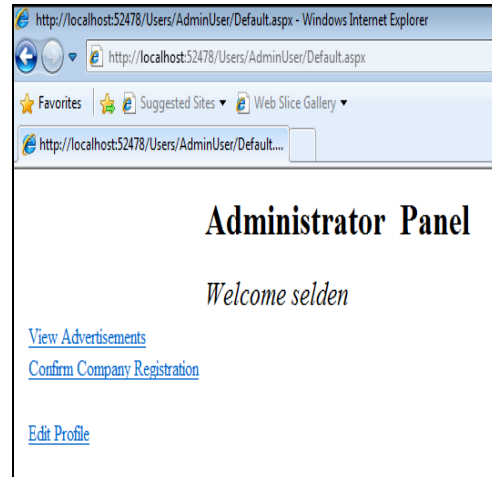 http://localhost:52478/Users/AdminUser/Default.aspx - Windows Internet Explorer
http://localhost:52478/Users/AdminUser/Default.aspx
Favorites Suggested Sites ▼ Web Slice Gallery ▼
http://localhost:52478/Users/AdminUser/Default....
Administrator Panel
Welcome selden
View Advertisements
Confirm Company Registration
Edit Profile